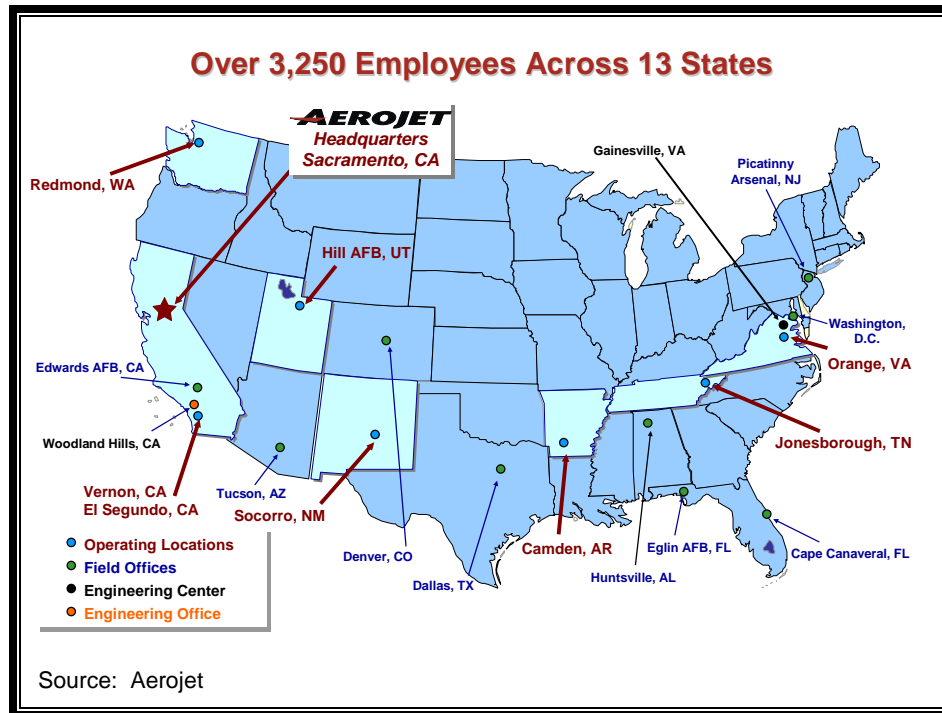 Over 3,250 Employees Across 13 States
AEROJET
Headquarters
Sacramento, CA
Gainesville, VA
Picatinny
Arsenal, NJ
Redmond, WA
Hill AFB, UT
Washington,
D.C.
Orange, VA
Edwards AFB, CA
Woodland Hills, CA
Jonesborough, TN
Vernon, CA
El Segundo, CA
Tucson, AZ
Socorro, NM
Denver, CO
Dallas, TX
Camden, AR
Eglin AFB, FL
Huntsville, AL
Cape Canaveral, FL
Operating Locations
Field Offices
Engineering Center
Engineering Office
Source: Aerojet